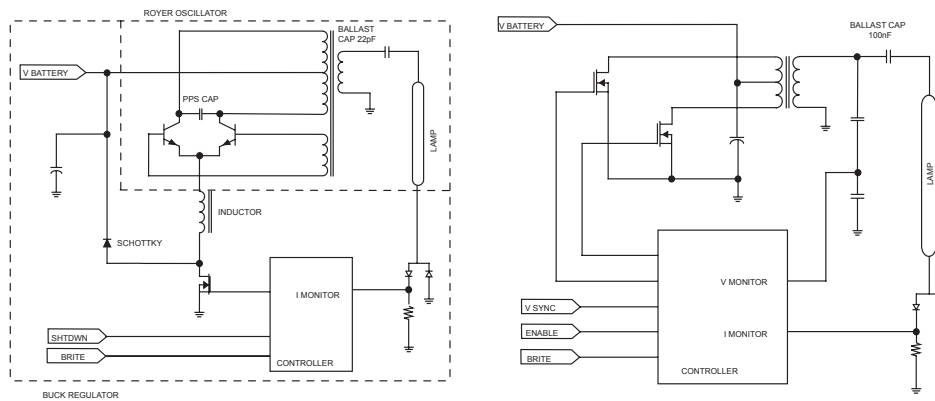 ROYER OSCILLATOR
BALLAST
CAP 22pF
V BATTERY
PPS CAP
LAMP
INDUCTOR
SCHOTTKY
I MONITOR
SHTDWN
BRITE
CONTROLLER
BUCK REGULATOR
V BATTERY
BALLAST CAP
100nF
LAMP
V MONITOR
V SYNC
ENABLE
I MONITOR
BRITE
CONTROLLER